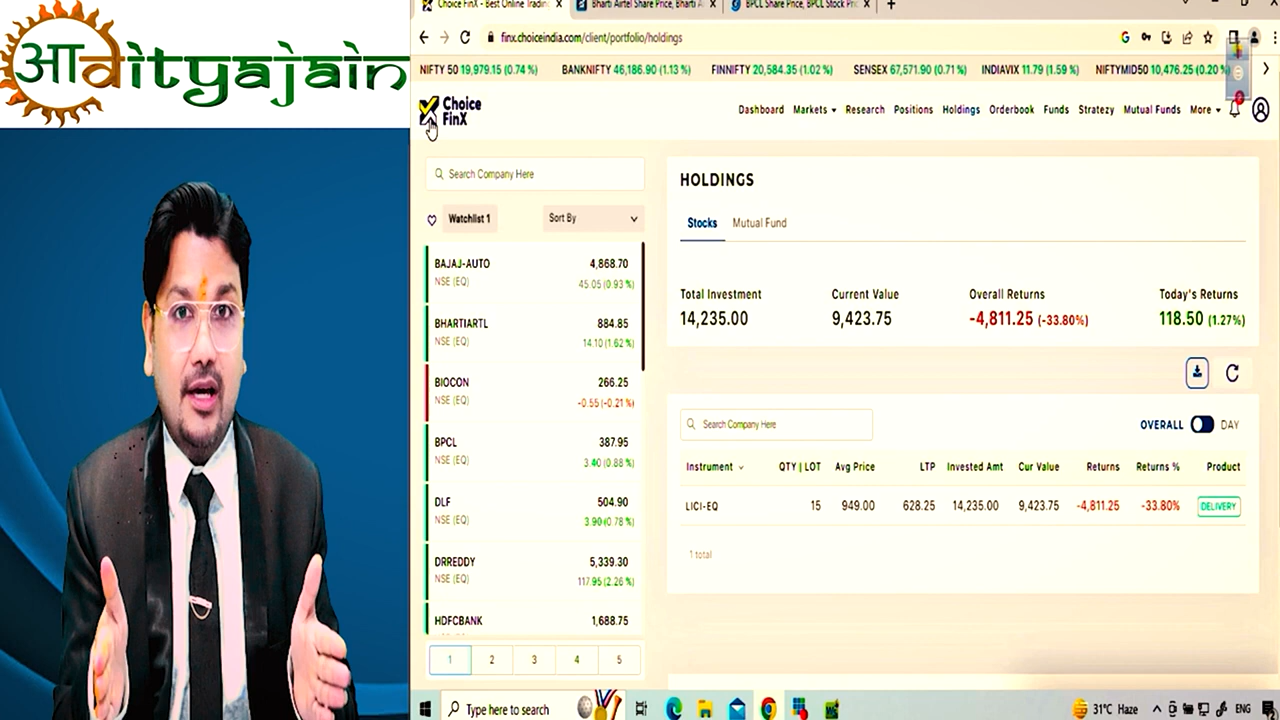 आdityajain
Choice FinX - Best Online Tradin
Bharti Airtel Share Price, Bharti A
BPCL Share Price, BPCL Stock Pr
finx.choiceindia.com/client/portfolio/holdings
NIFTY 50 19,979.15 (0.74 %) BANKNIFTY 46,186.90 (1.13 %) FINNIFTY 20,584.35 (1.02 %) SENSEX 67,571.90 (0.71 %) INDIAVIX 11.79 (1.59 %) NIFTYMID50 10,476.25 (0.20 %)
Choice
FinX
Dashboard Markets Research Positions Holdings Orderbook Funds Stratezy Mutual Funds More
Search Company Here
Watchlist 1 Sort By
BAJAJ-AUTO 4,868.70
NSE (EQ) 45.05 (0.93 %)
BHARTIARTL 884.85
NSE (EQ) 14.10 (1.62 %)
BIOCON 266.25
NSE (EQ) -0.55 (-0.21 %)
BPCL 387.95
NSE (EQ) 3.40 (0.88 %)
DLF 504.90
NSE (EQ) 3.90 (0.78 %)
DRREDDY 5,339.30
NSE (EQ) 117.95 (2.26 %)
HDFCBANK 1,688.75
1 2 3 4 5
HOLDINGS
Stocks Mutual Fund
Total Investment Current Value Overall Returns Today's Returns
14,235.00 9,423.75 -4,811.25 (-33.80%) 118.50 (1.27%)
Search Company Here OVERALL DAY
Instrument QTY | LOT Avg Price LTP Invested Amt Cur Value Returns Returns % Product
LICI-EQ 15 949.00 628.25 14,235.00 9,423.75 -4,811.25 -33.80% DELIVERY
1 total
Type here to search 31°C Haze ENG